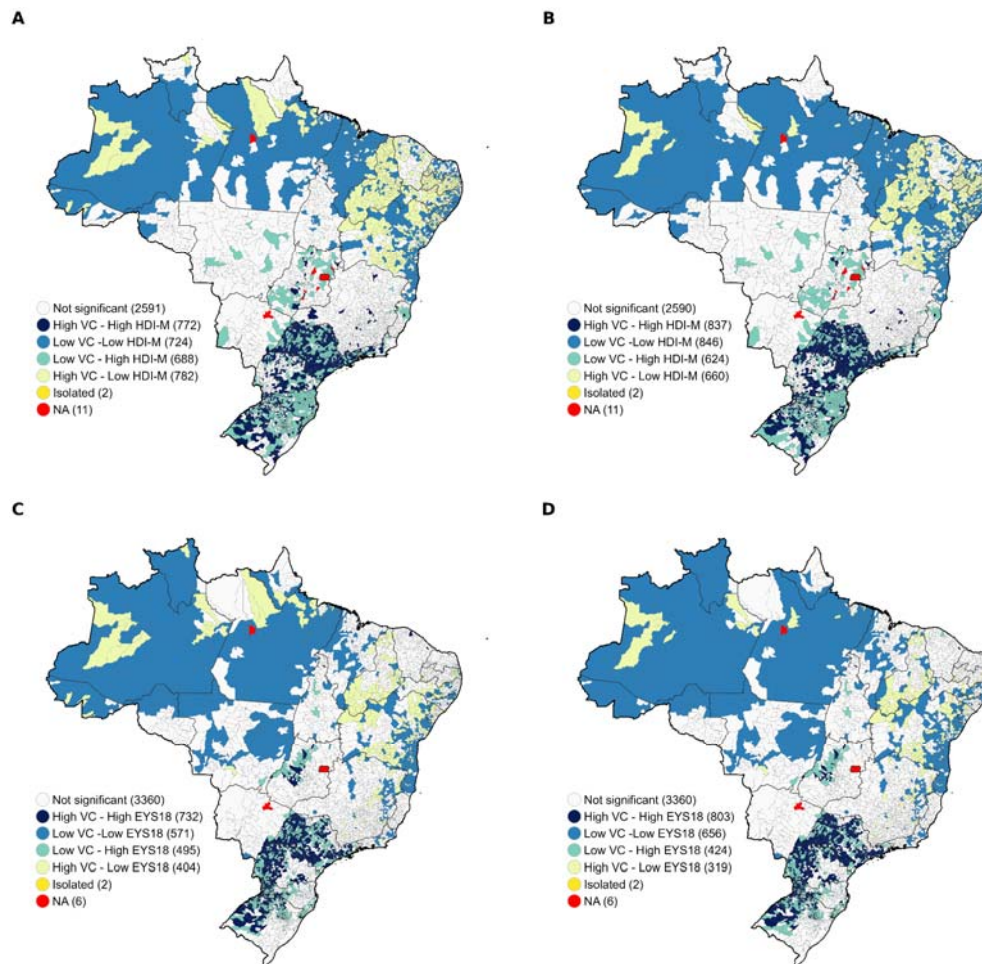 A
B
Not significant (2591)
High VC - High HDI-M (772)
Low VC -Low HDI-M (724)
Low VC - High HDI-M (688)
High VC - Low HDI-M (782)
Isolated (2)
NA (11)
Not significant (2590)
High VC - High HDI-M (837)
Low VC -Low HDI-M (846)
Low VC - High HDI-M (624)
High VC - Low HDI-M (660)
Isolated (2)
NA (11)
C
D
Not significant (3360)
High VC - High EYS18 (732)
Low VC -Low EYS18 (571)
Low VC - High EYS18 (495)
High VC - Low EYS18 (404)
Isolated (2)
NA (6)
Not significant (3360)
High VC - High EYS18 (803)
Low VC -Low EYS18 (656)
Low VC - High EYS18 (424)
High VC - Low EYS18 (319)
Isolated (2)
NA (6)